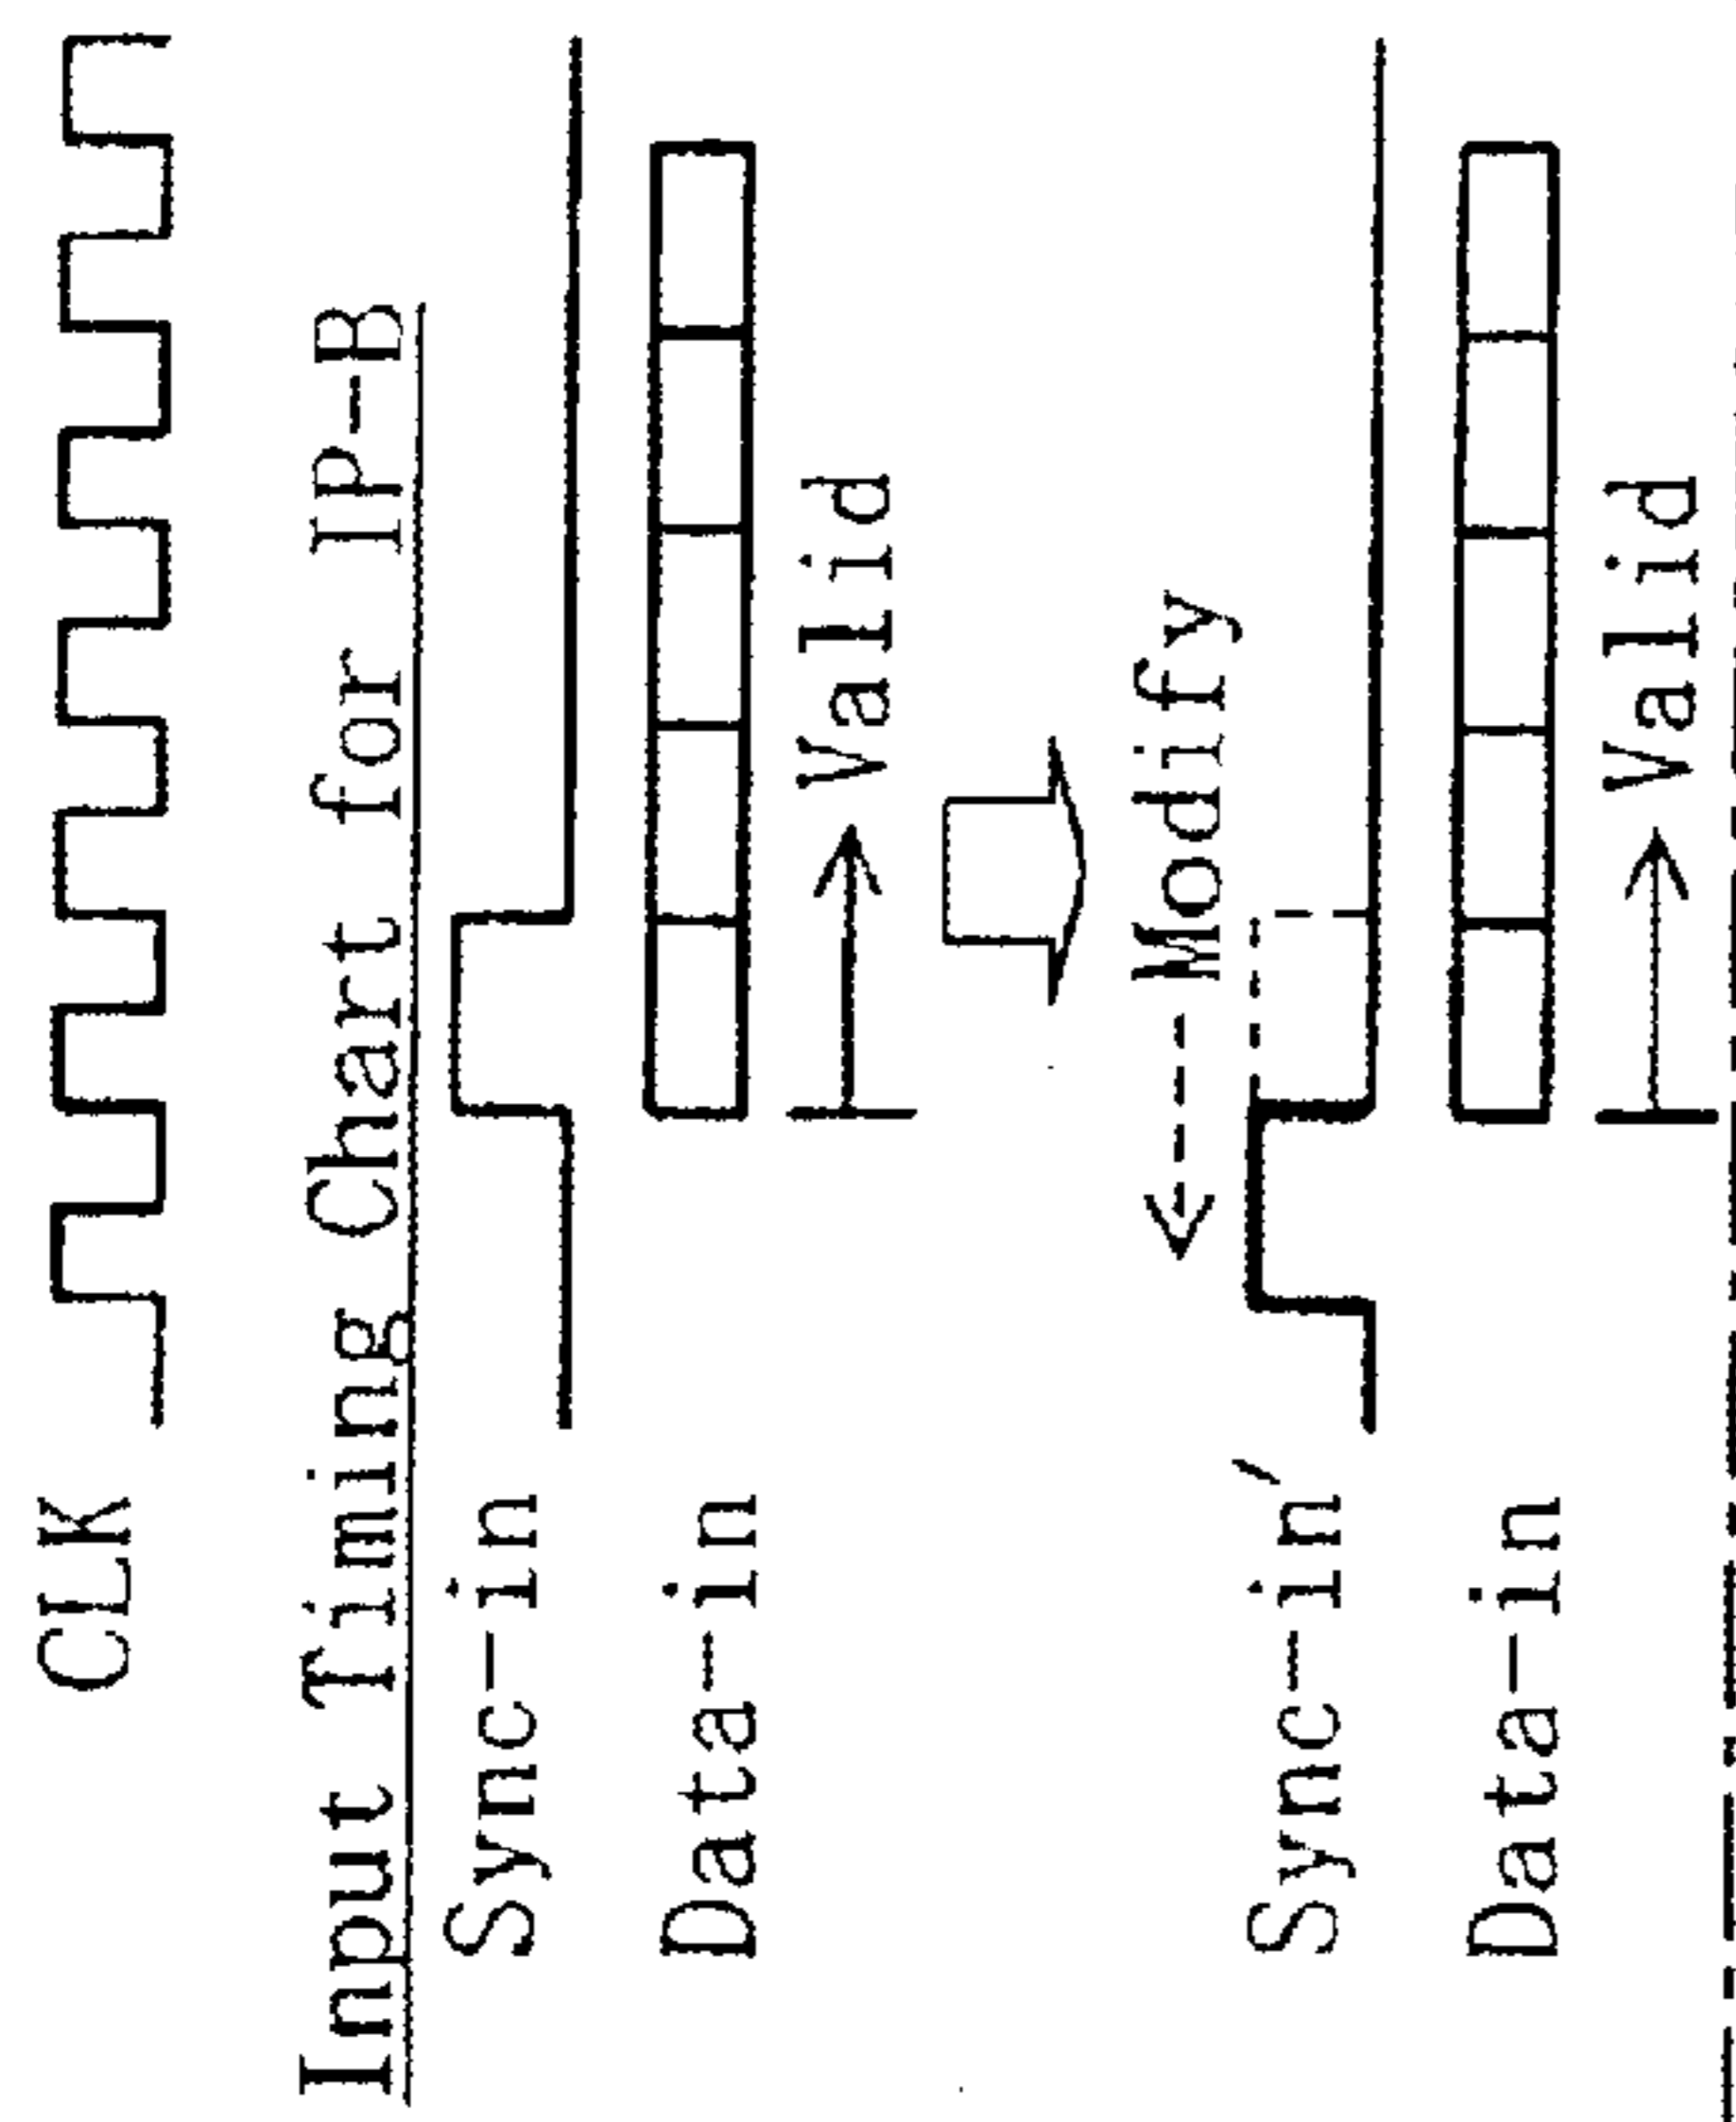 CLK
Input Timing Chart for IP-B
Sync-in
Data-in
Valid
Modify
Sync-in′
Data-in
Valid